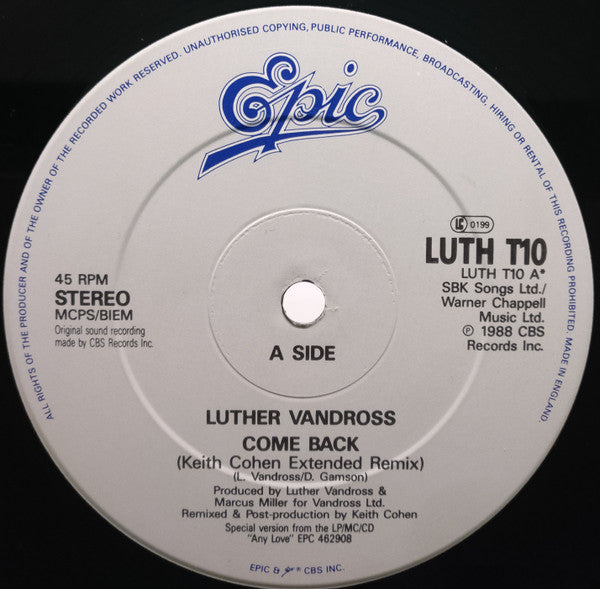 ALL RIGHTS OF THE PRODUCER AND OF THE OWNER OF THE RECORDED WORK RESERVED. UNAUTHORISED COPYING, PUBLIC PERFORMANCE, BROADCASTING, HIRING OR RENTAL OF THIS RECORDING PROHIBITED. MADE IN ENGLAND.
Epic
LC 0199
45 RPM
STEREO
MCPS/BIEM
Original sound recording
made by CBS Records Inc.
LUTH T10
LUTH T10 A*
SBK Songs Ltd./
Warner Chappell
Music Ltd.
℗ 1988 CBS
Records Inc.
A SIDE
LUTHER VANDROSS
COME BACK
(Keith Cohen Extended Remix)
(L. Vandross/D. Gamson)
Produced by Luther Vandross &
Marcus Miller for Vandross Ltd.
Remixed & Post-production by Keith Cohen
Special version from the LP/MC/CD
"Any Love" EPC 462908
EPIC & ® CBS INC.